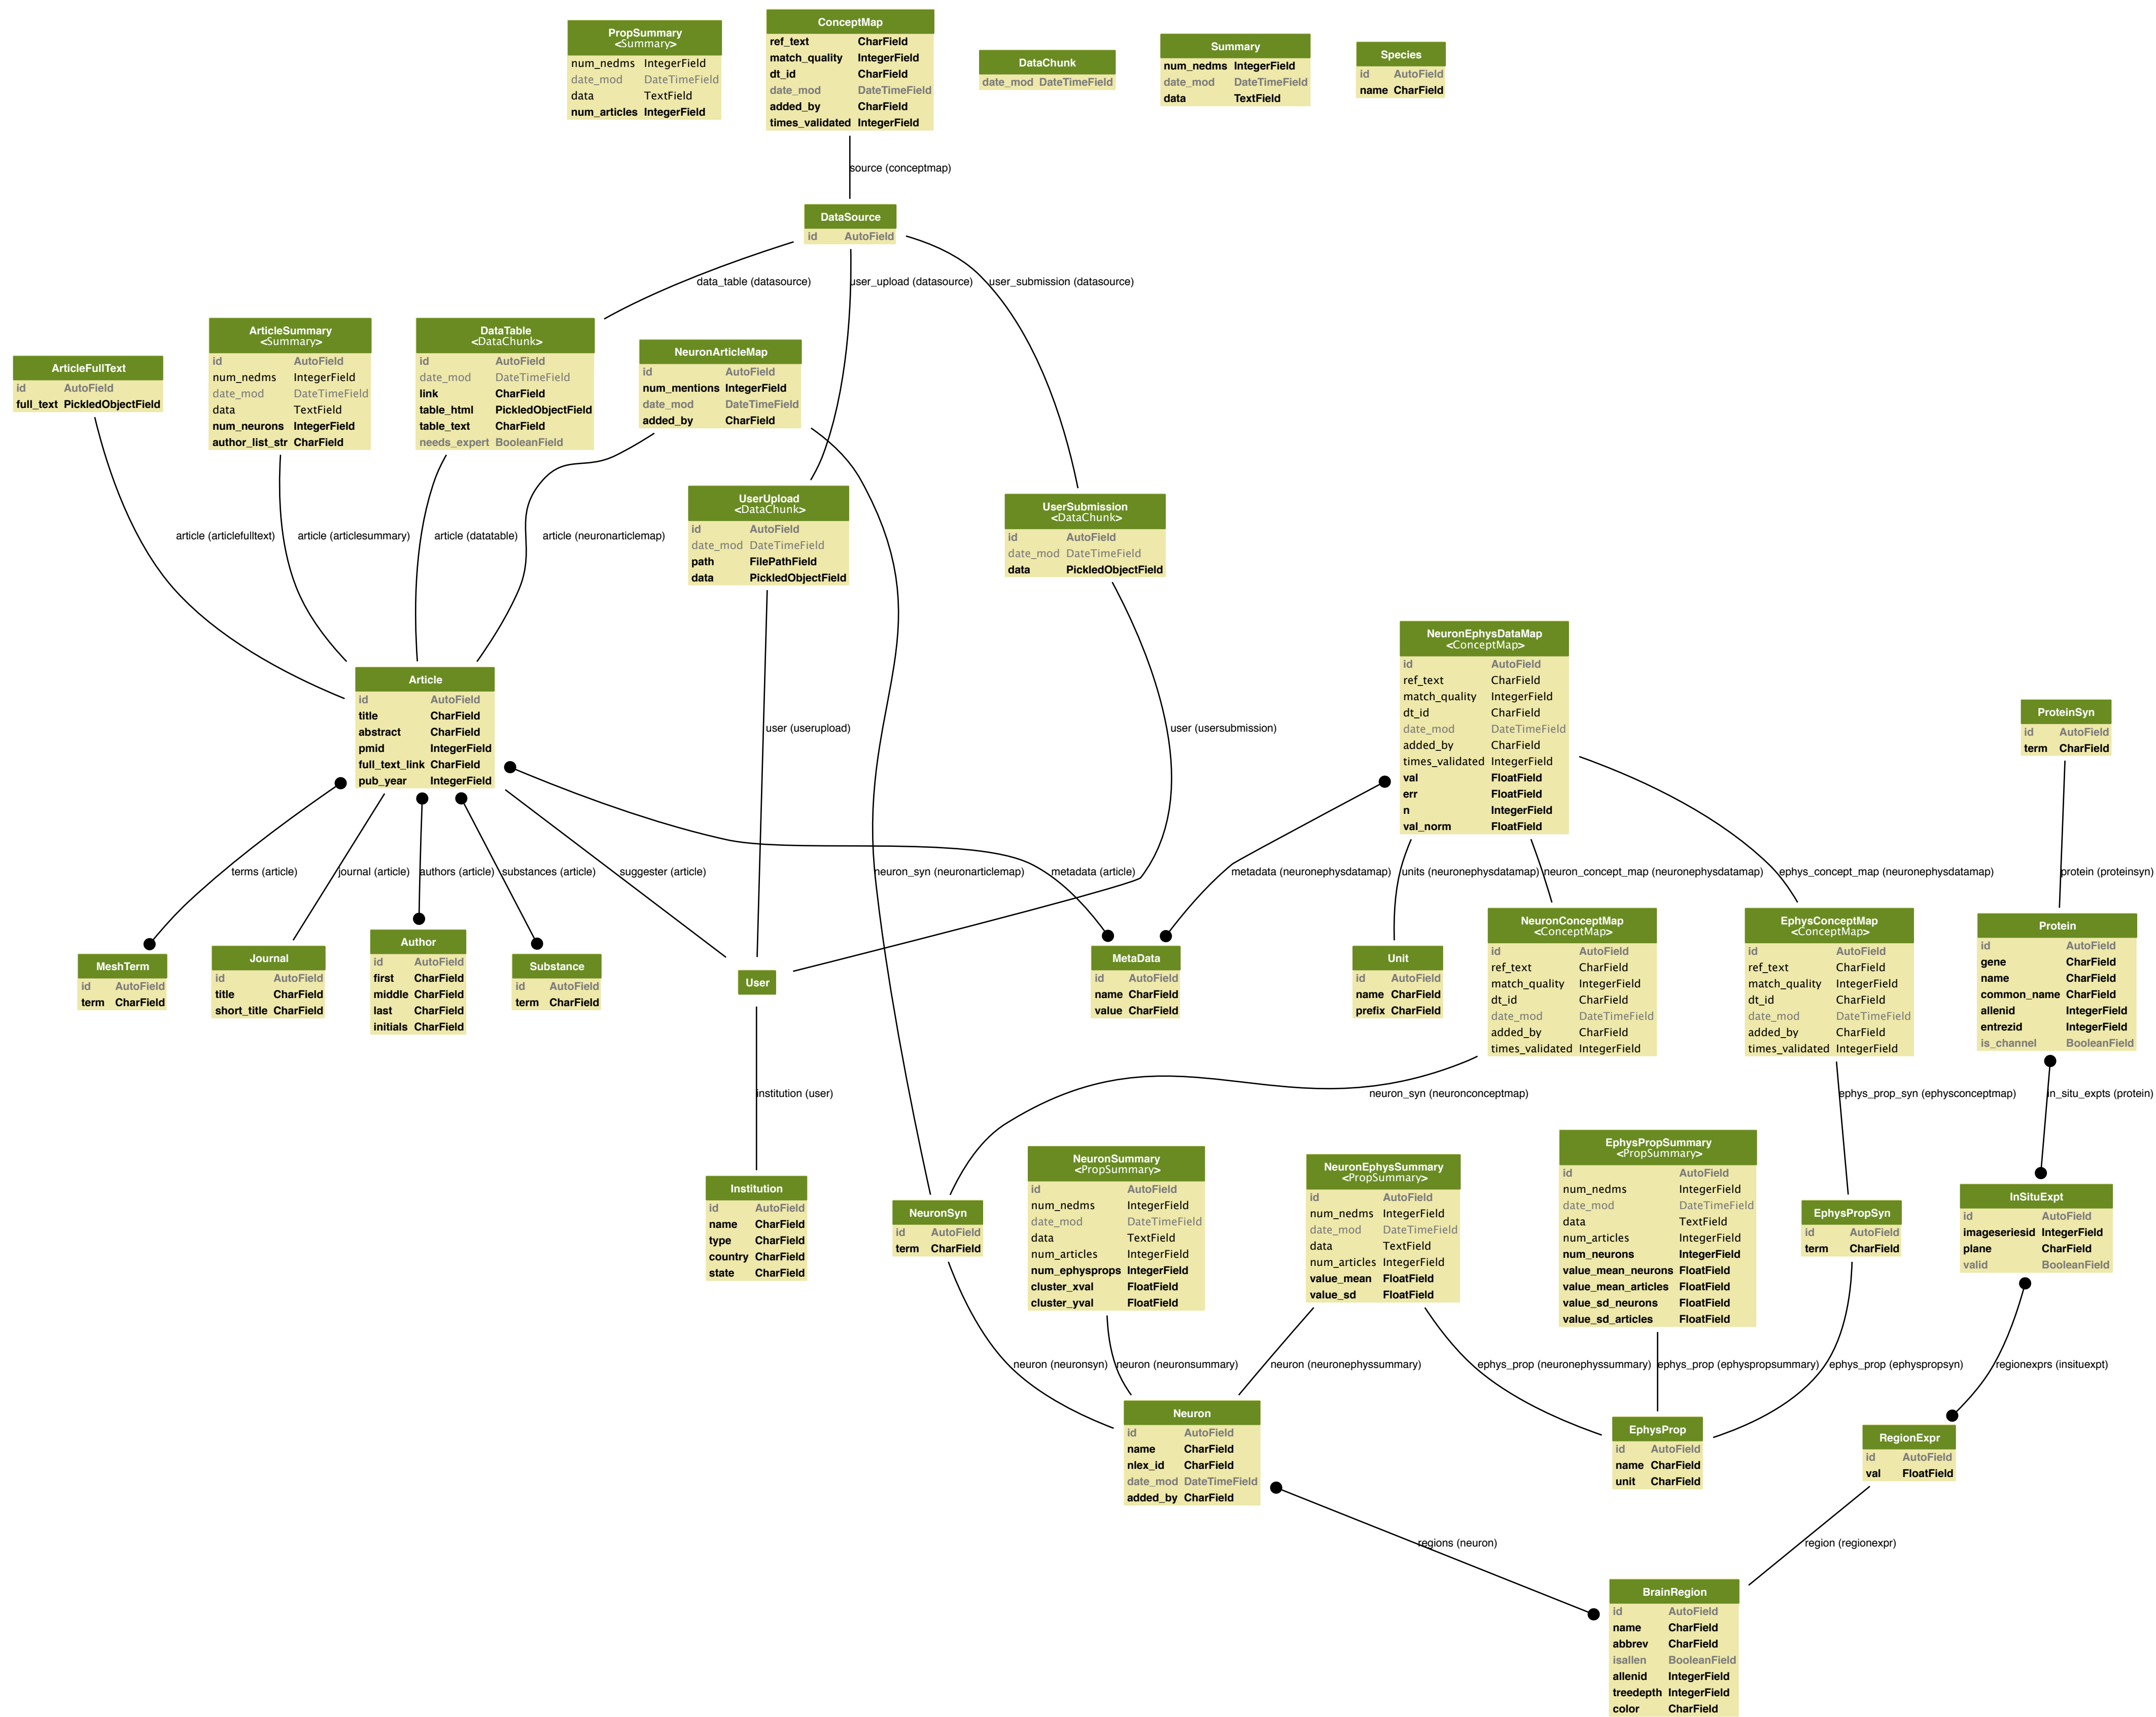 PropSummary
<Summary>
num_nedms IntegerField
date_mod DateTimeField
data TextField
num_articles IntegerField
ConceptMap
ref_text CharField
match_quality IntegerField
dt_id CharField
date_mod DateTimeField
added_by CharField
times_validated IntegerField
DataChunk
date_mod DateTimeField
Summary
num_nedms IntegerField
date_mod DateTimeField
data TextField
Species
id AutoField
name CharField
source (conceptmap)
DataSource
id AutoField
data_table (datasource)
user_upload (datasource)
user_submission (datasource)
ArticleFullText
id AutoField
full_text PickledObjectField
ArticleSummary
<Summary>
id AutoField
num_nedms IntegerField
date_mod DateTimeField
data TextField
num_neurons IntegerField
author_list_str CharField
DataTable
<DataChunk>
id AutoField
date_mod DateTimeField
link CharField
table_html PickledObjectField
table_text CharField
needs_expert BooleanField
NeuronArticleMap
id AutoField
num_mentions IntegerField
date_mod DateTimeField
added_by CharField
UserUpload
<DataChunk>
id AutoField
date_mod DateTimeField
path FilePathField
data PickledObjectField
UserSubmission
<DataChunk>
id AutoField
date_mod DateTimeField
data PickledObjectField
article (articlefulltext)
article (articlesummary)
article (datatable)
article (neuronarticlemap)
Article
id AutoField
title CharField
abstract CharField
pmid IntegerField
full_text_link CharField
pub_year IntegerField
user (userupload)
user (usersubmission)
NeuronEphysDataMap
<ConceptMap>
id AutoField
ref_text CharField
match_quality IntegerField
dt_id CharField
date_mod DateTimeField
added_by CharField
times_validated IntegerField
val FloatField
err FloatField
n IntegerField
val_norm FloatField
ProteinSyn
id AutoField
term CharField
terms (article)
journal (article)
authors (article)
substances (article)
suggester (article)
neuron_syn (neuronarticlemap)
metadata (article)
metadata (neuronephysdatamap)
units (neuronephysdatamap)
neuron_concept_map (neuronephysdatamap)
ephys_concept_map (neuronephysdatamap)
protein (proteinsyn)
MeshTerm
id AutoField
term CharField
Journal
id AutoField
title CharField
short_title CharField
Author
id AutoField
first CharField
middle CharField
last CharField
initials CharField
Substance
id AutoField
term CharField
User
MetaData
id AutoField
name CharField
value CharField
Unit
id AutoField
name CharField
prefix CharField
NeuronConceptMap
<ConceptMap>
id AutoField
ref_text CharField
match_quality IntegerField
dt_id CharField
date_mod DateTimeField
added_by CharField
times_validated IntegerField
EphysConceptMap
<ConceptMap>
id AutoField
ref_text CharField
match_quality IntegerField
dt_id CharField
date_mod DateTimeField
added_by CharField
times_validated IntegerField
Protein
id AutoField
gene CharField
name CharField
common_name CharField
allenid IntegerField
entrezid IntegerField
is_channel BooleanField
institution (user)
neuron_syn (neuronconceptmap)
ephys_prop_syn (ephysconceptmap)
in_situ_expts (protein)
Institution
id AutoField
name CharField
type CharField
country CharField
state CharField
NeuronSyn
id AutoField
term CharField
NeuronSummary
<PropSummary>
id AutoField
num_nedms IntegerField
date_mod DateTimeField
data TextField
num_articles IntegerField
num_ephysprops IntegerField
cluster_xval FloatField
cluster_yval FloatField
NeuronEphysSummary
<PropSummary>
id AutoField
num_nedms IntegerField
date_mod DateTimeField
data TextField
num_articles IntegerField
value_mean FloatField
value_sd FloatField
EphysPropSummary
<PropSummary>
id AutoField
num_nedms IntegerField
date_mod DateTimeField
data TextField
num_articles IntegerField
num_neurons IntegerField
value_mean_neurons FloatField
value_mean_articles FloatField
value_sd_neurons FloatField
value_sd_articles FloatField
EphysPropSyn
id AutoField
term CharField
InSituExpt
id AutoField
imageseriesid IntegerField
plane CharField
valid BooleanField
neuron (neuronsyn)
neuron (neuronsummary)
neuron (neuronephyssummary)
ephys_prop (neuronephyssummary)
ephys_prop (ephyspropsummary)
ephys_prop (ephyspropsyn)
regionexprs (insituexpt)
Neuron
id AutoField
name CharField
nlex_id CharField
date_mod DateTimeField
added_by CharField
EphysProp
id AutoField
name CharField
unit CharField
RegionExpr
id AutoField
val FloatField
regions (neuron)
region (regionexpr)
BrainRegion
id AutoField
name CharField
abbrev CharField
isallen BooleanField
allenid IntegerField
treedepth IntegerField
color CharField